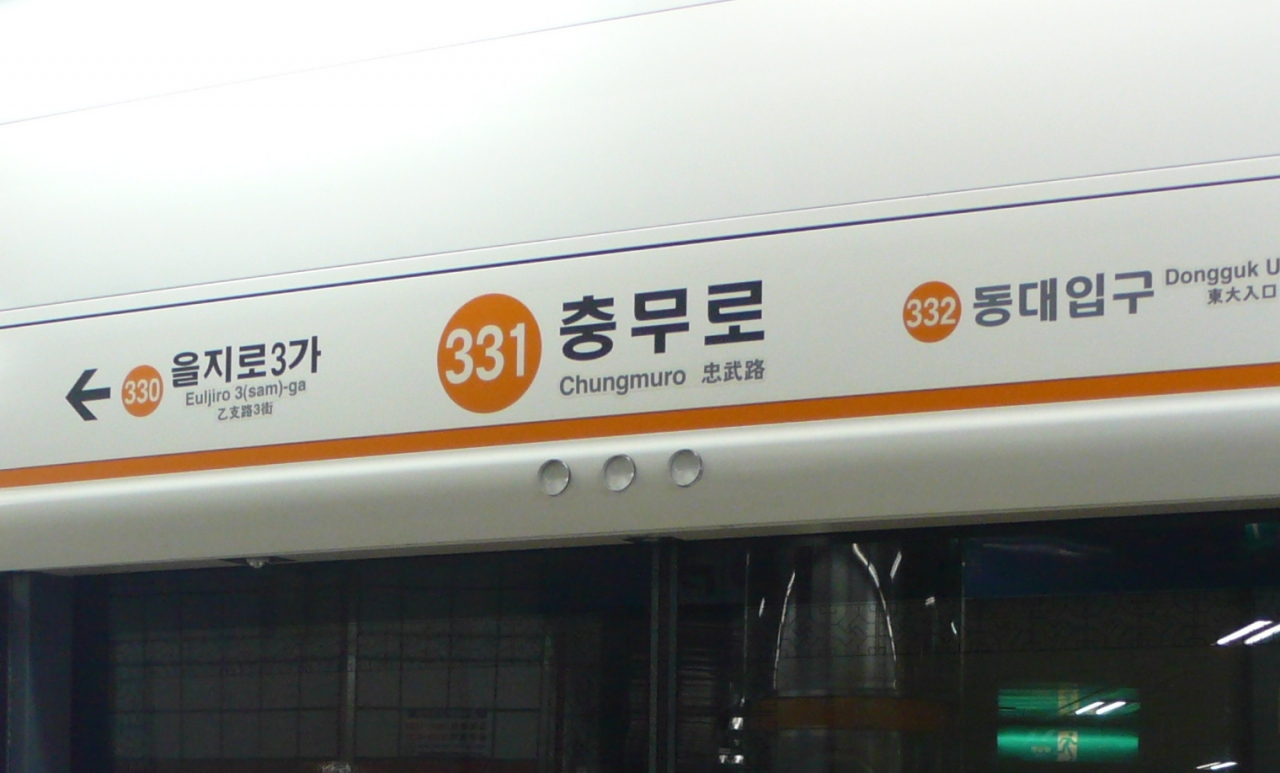 330
을지로3가
Euljiro 3(sam)-ga
乙支路3街
331
충무로
Chungmuro 忠武路
332
동대입구
Dongguk U
東大入口